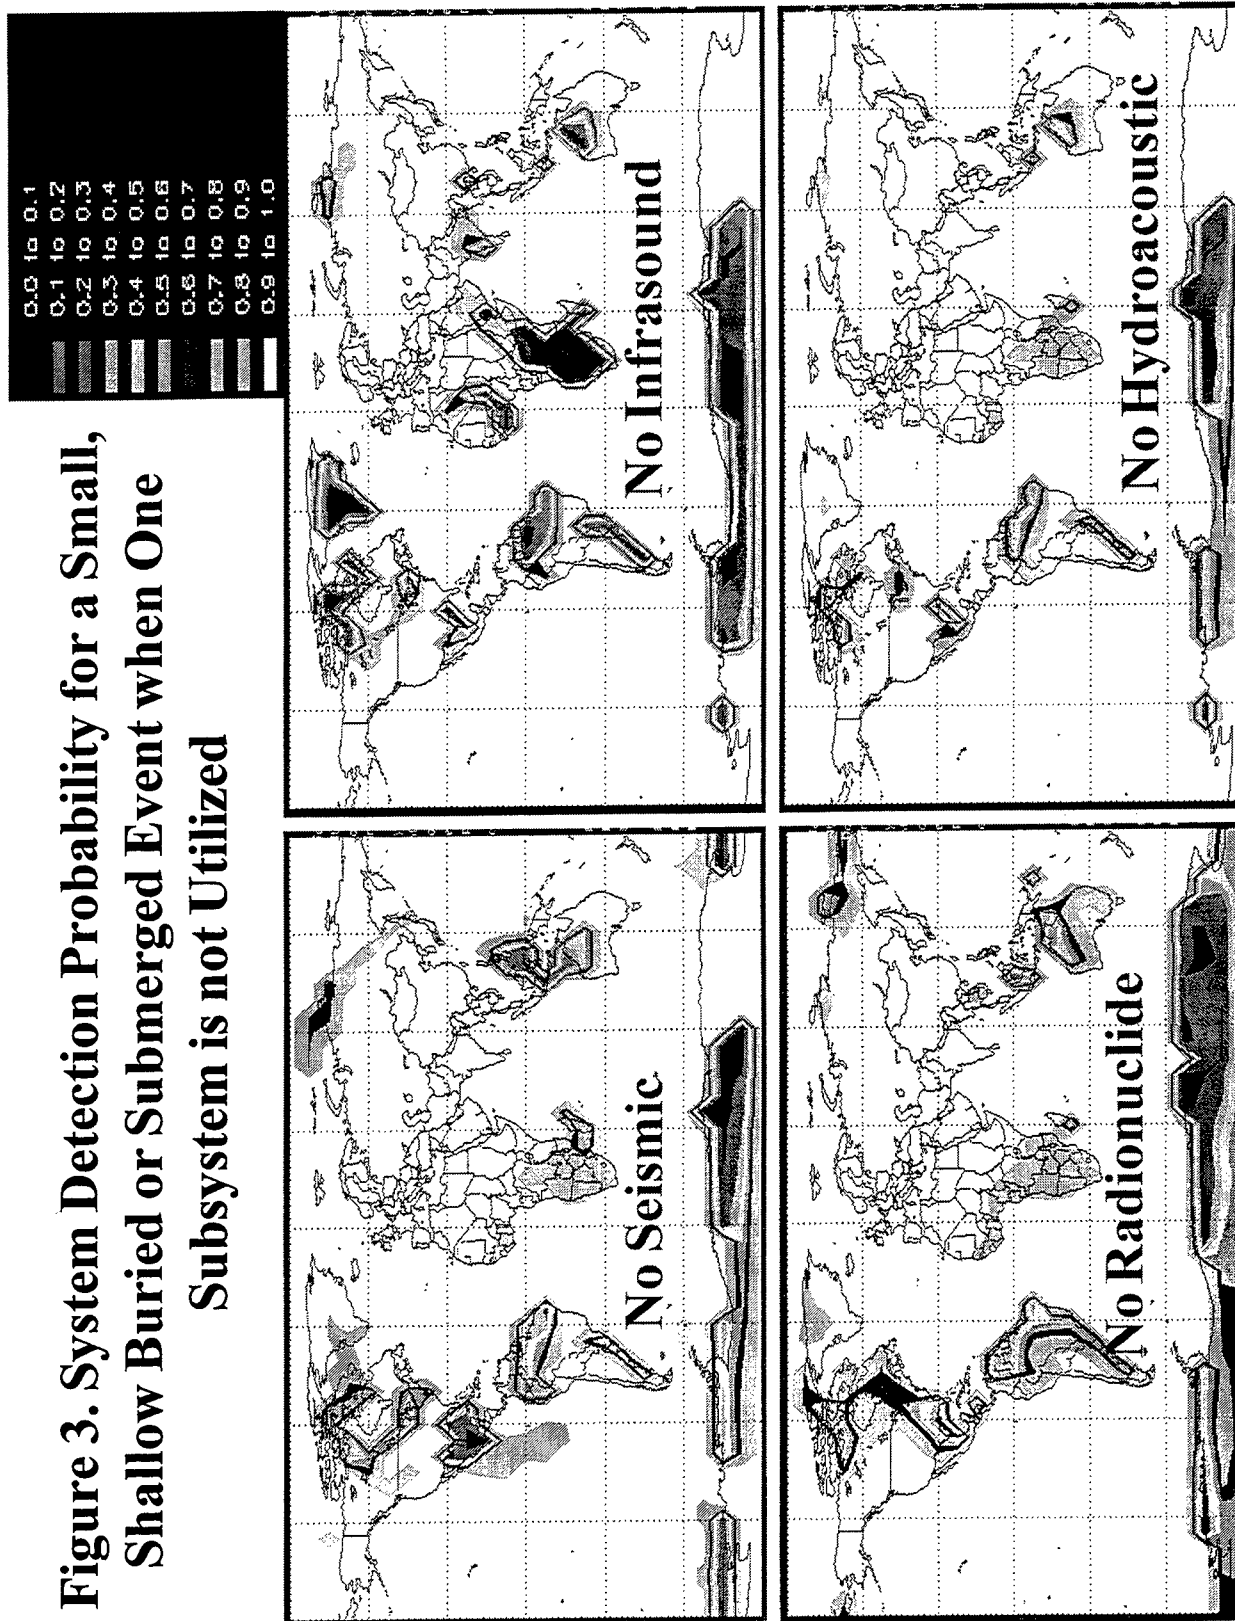 Figure 3. System Detection Probability for a Small,
Shallow Buried or Submerged Event when One
Subsystem is not Utilized
0.0 to 0.1
0.1 to 0.2
0.2 to 0.3
0.3 to 0.4
0.4 to 0.5
0.5 to 0.6
0.6 to 0.7
0.7 to 0.8
0.8 to 0.9
0.9 to 1.0
No Seismic
No Infrasound
No Radionuclide
No Hydroacoustic